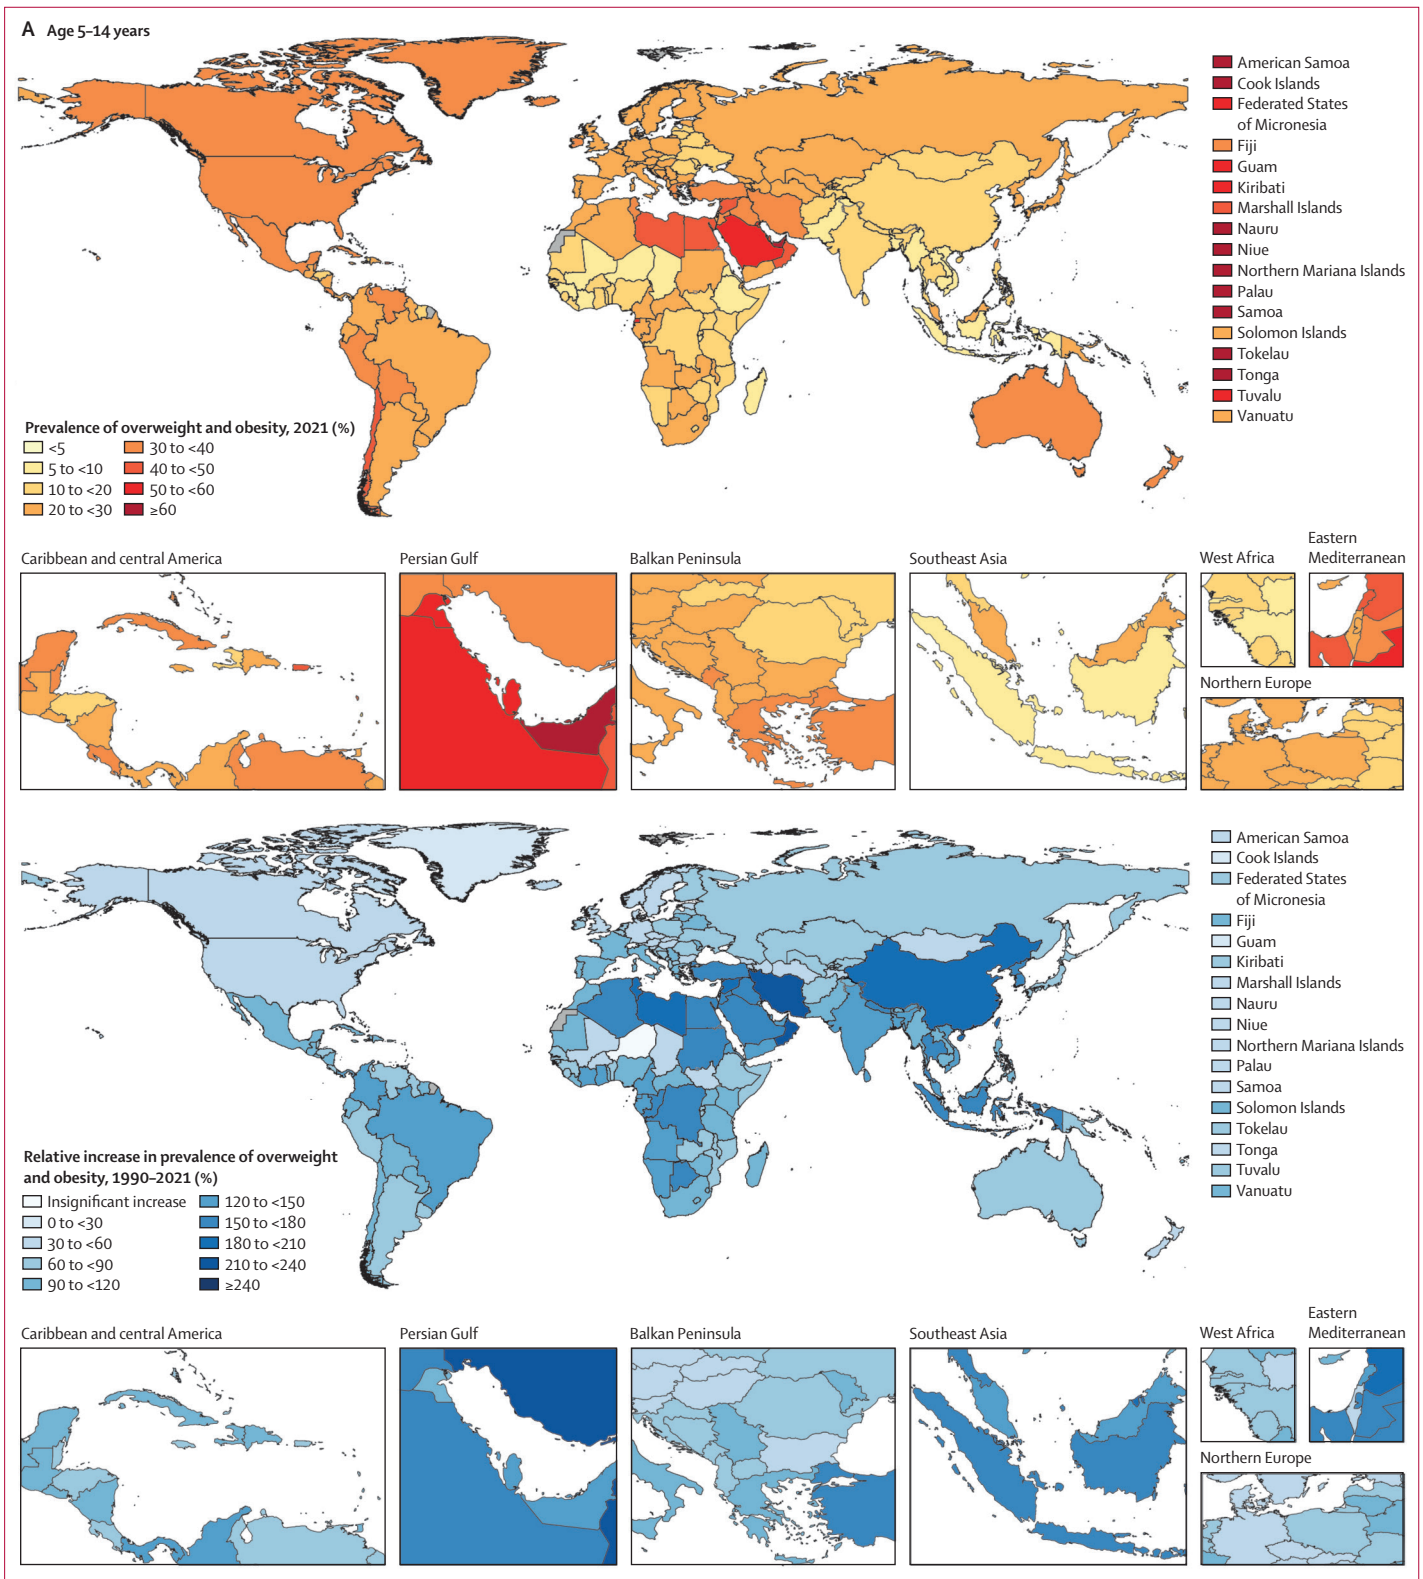 A Age 5–14 years
American Samoa
Cook Islands
Federated States
of Micronesia
Fiji
Guam
Kiribati
Marshall Islands
Nauru
Niue
Northern Mariana Islands
Palau
Samoa
Solomon Islands
Tokelau
Tonga
Tuvalu
Vanuatu
Prevalence of overweight and obesity, 2021 (%)
<5
5 to <10
10 to <20
20 to <30
30 to <40
40 to <50
50 to <60
≥60
Caribbean and central America
Persian Gulf
Balkan Peninsula
Southeast Asia
West Africa
Eastern
Mediterranean
Northern Europe
American Samoa
Cook Islands
Federated States
of Micronesia
Fiji
Guam
Kiribati
Marshall Islands
Nauru
Niue
Northern Mariana Islands
Palau
Samoa
Solomon Islands
Tokelau
Tonga
Tuvalu
Vanuatu
Relative increase in prevalence of overweight
and obesity, 1990–2021 (%)
Insignificant increase
0 to <30
30 to <60
60 to <90
90 to <120
120 to <150
150 to <180
180 to <210
210 to <240
≥240
Caribbean and central America
Persian Gulf
Balkan Peninsula
Southeast Asia
West Africa
Eastern
Mediterranean
Northern Europe